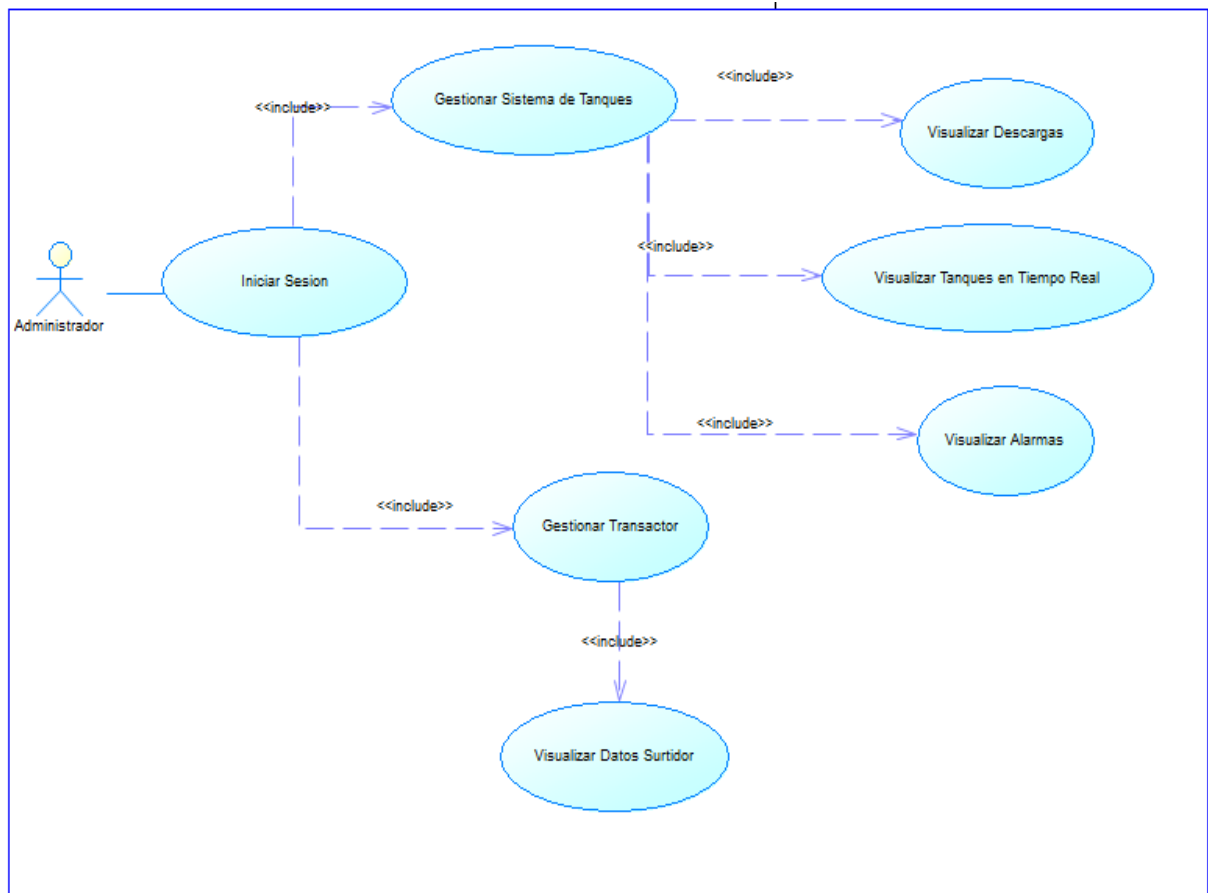 <<include>>
Gestionar Sistema de Tanques
<<include>>
Visualizar Descargas
<<include>>
Visualizar Tanques en Tiempo Real
Iniciar Sesion
Administrador
<<include>>
Visualizar Alarmas
<<include>>
Gestionar Transactor
<<include>>
Visualizar Datos Surtidor